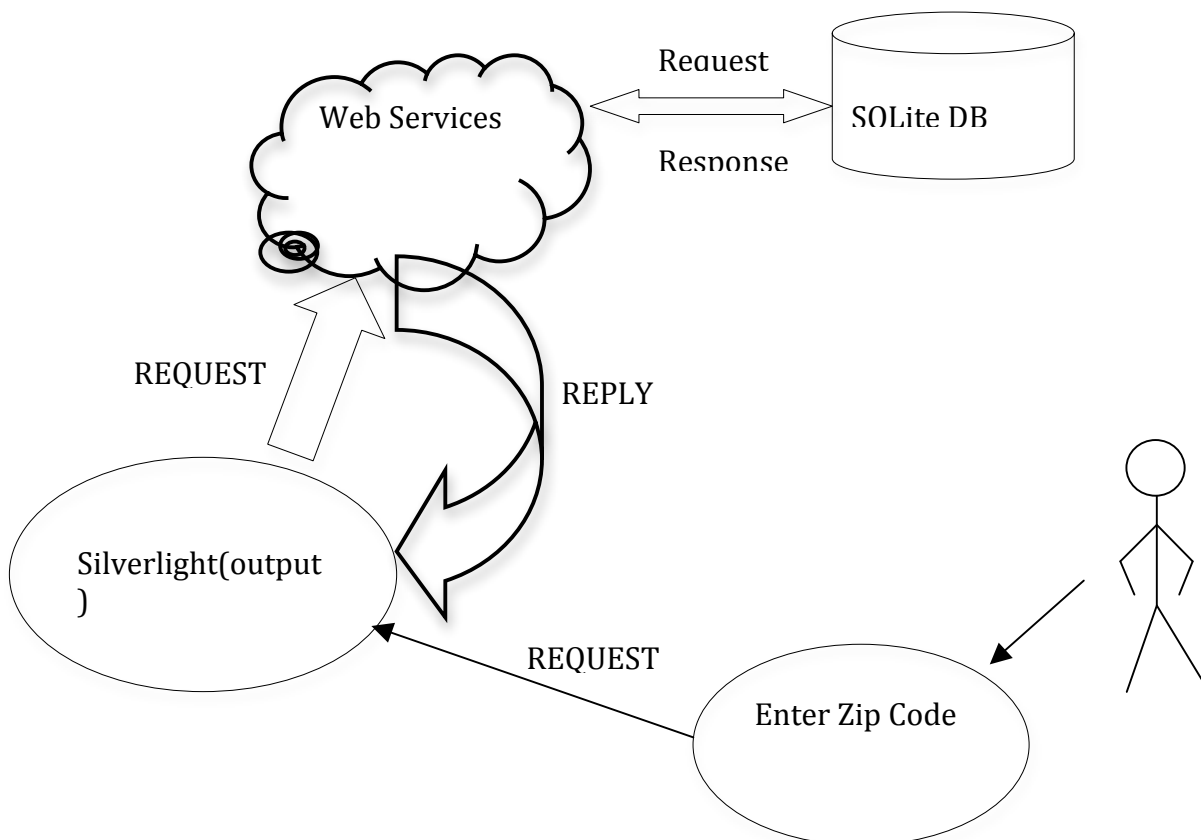 Request
Web Services
SQLite DB
Response
REQUEST
REPLY
Silverlight(output
)
REQUEST
Enter Zip Code